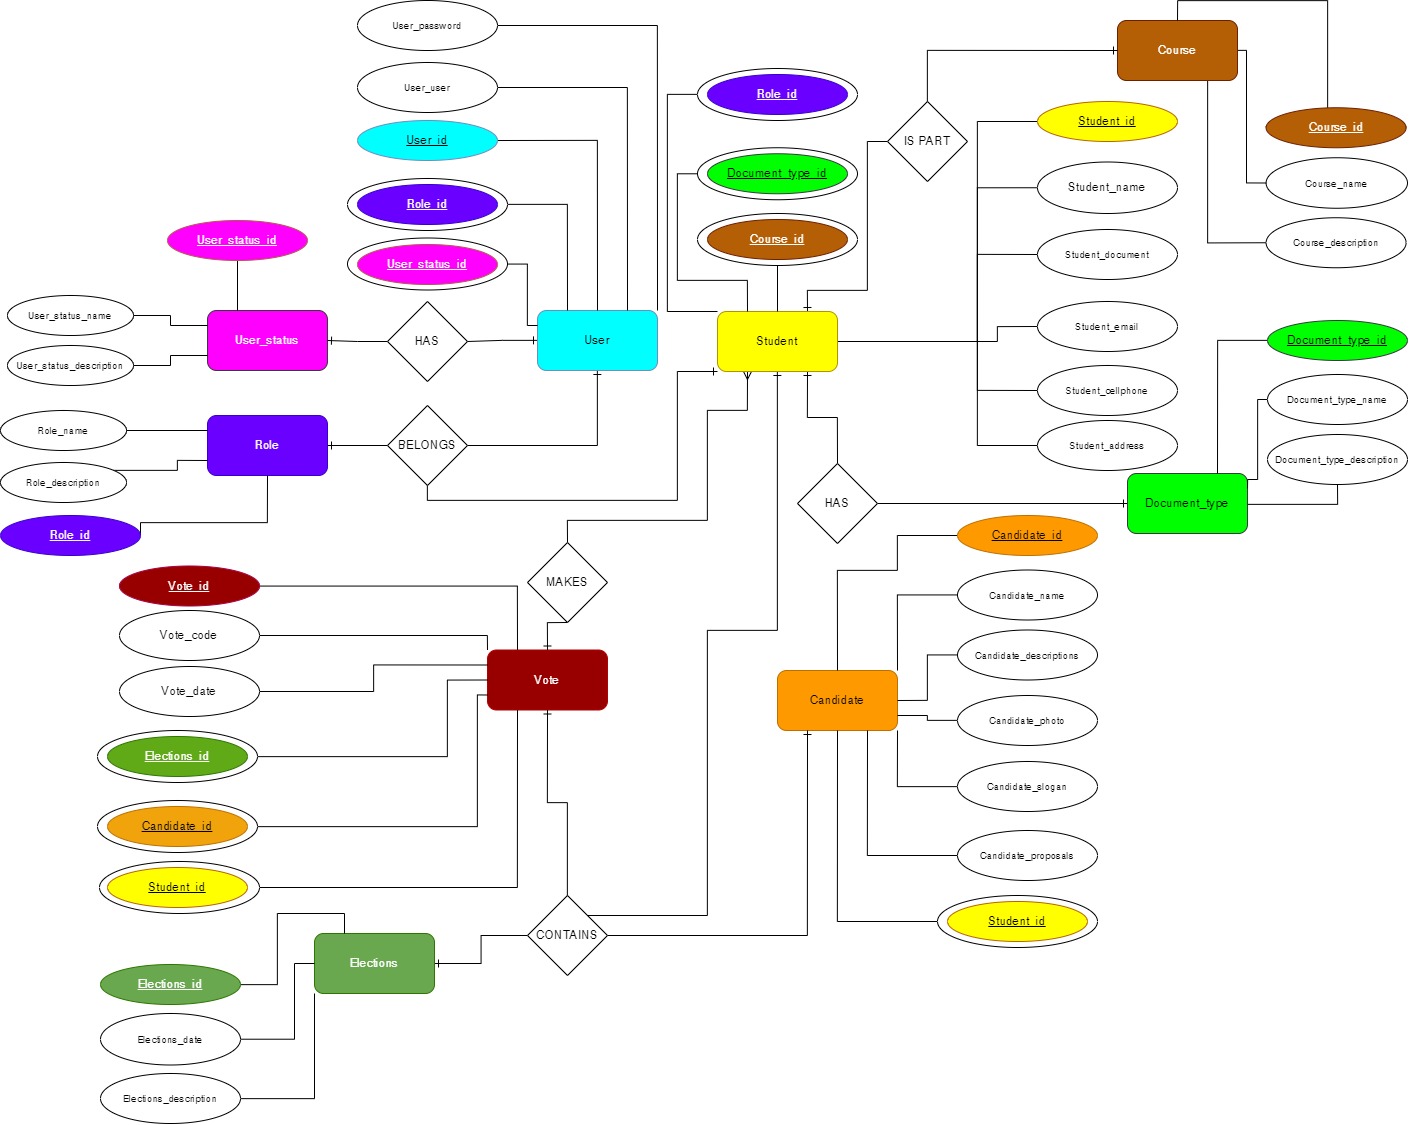 User_password
Course
User_user
Role_id
Student_id
Course_id
User_id
IS PART
Document_type_id
Student_name
Course_name
Role_id
Course_id
Course_description
User_status_id
Student_document
User_status_id
User_status_name
Student_email
User_status
HAS
User
Student
Document_type_id
User_status_description
Student_cellphone
Document_type_name
Role_name
Role
BELONGS
Student_address
Document_type_description
Role_description
HAS
Document_type
Role_id
Candidate_id
Vote_id
MAKES
Candidate_name
Vote_code
Candidate_descriptions
Vote
Vote_date
Candidate
Candidate_photo
Elections_id
Candidate_slogan
Candidate_id
Candidate_proposals
Student_id
Student_id
CONTAINS
Elections
Elections_id
Elections_date
Elections_description